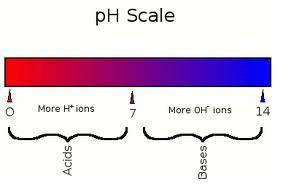 pH Scale
0 More H⁺ ions 7 More OH⁻ ions 14
Acids Bases